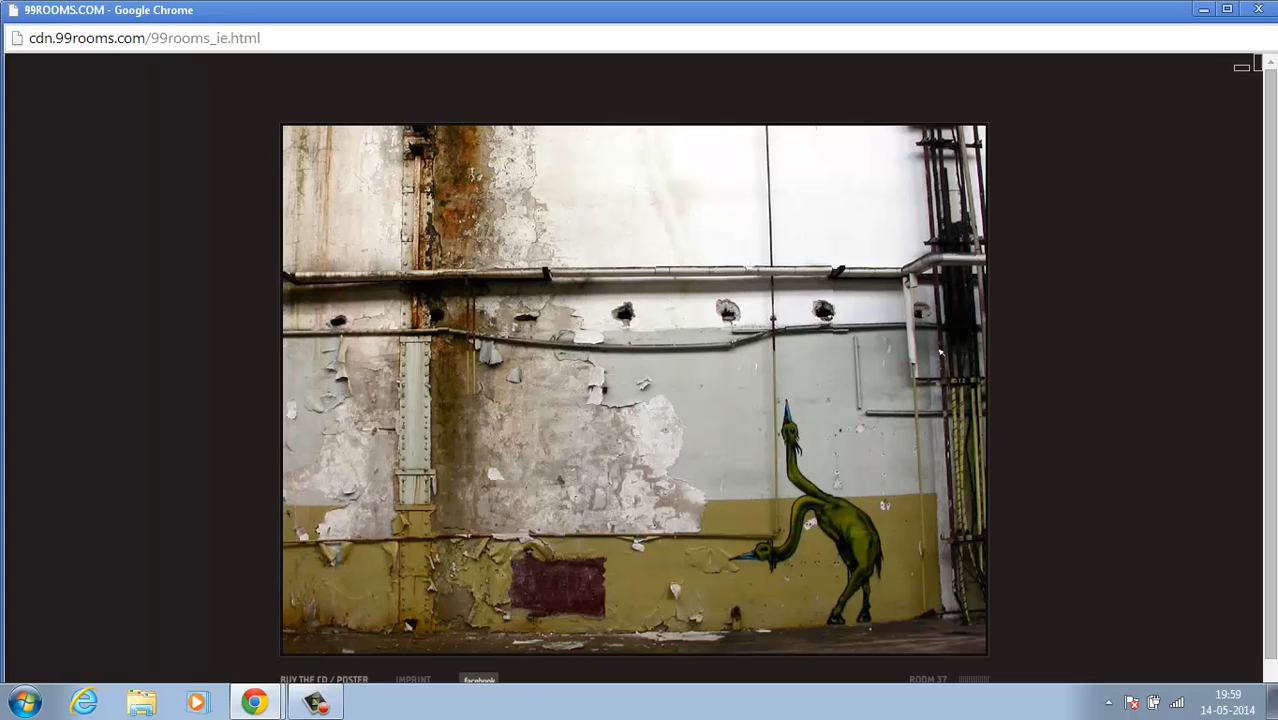 99ROOMS.COM - Google Chrome
cdn.99rooms.com/99rooms_ie.html
BUY THE CD / POSTER IMPRINT facebook ROOM 37
19:59
14-05-2014